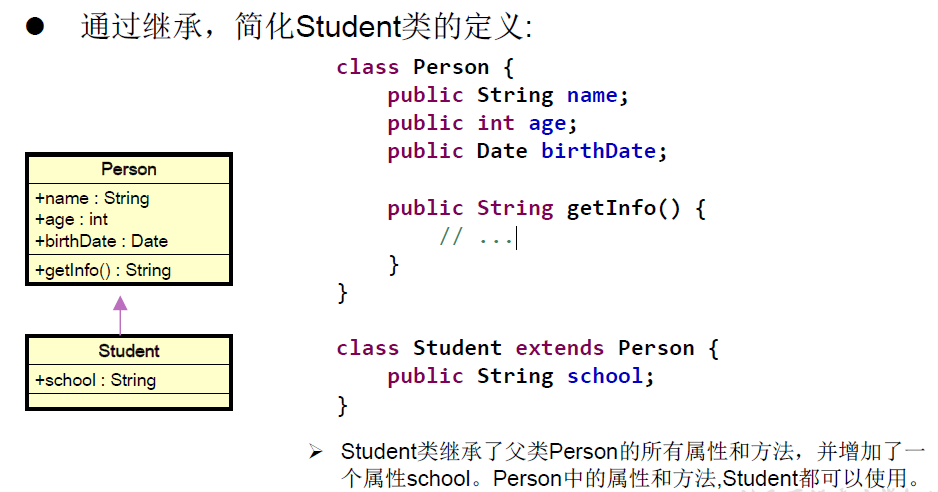 ● 通过继承，简化Student类的定义:
class Person {
public String name;
public int age;
public Date birthDate;
public String getInfo() {
// ...
}
}
class Student extends Person {
public String school;
}
Person
+name : String
+age : int
+birthDate : Date
+getInfo() : String
Student
+school : String
➢ Student类继承了父类Person的所有属性和方法，并增加了一
个属性school。Person中的属性和方法,Student都可以使用。